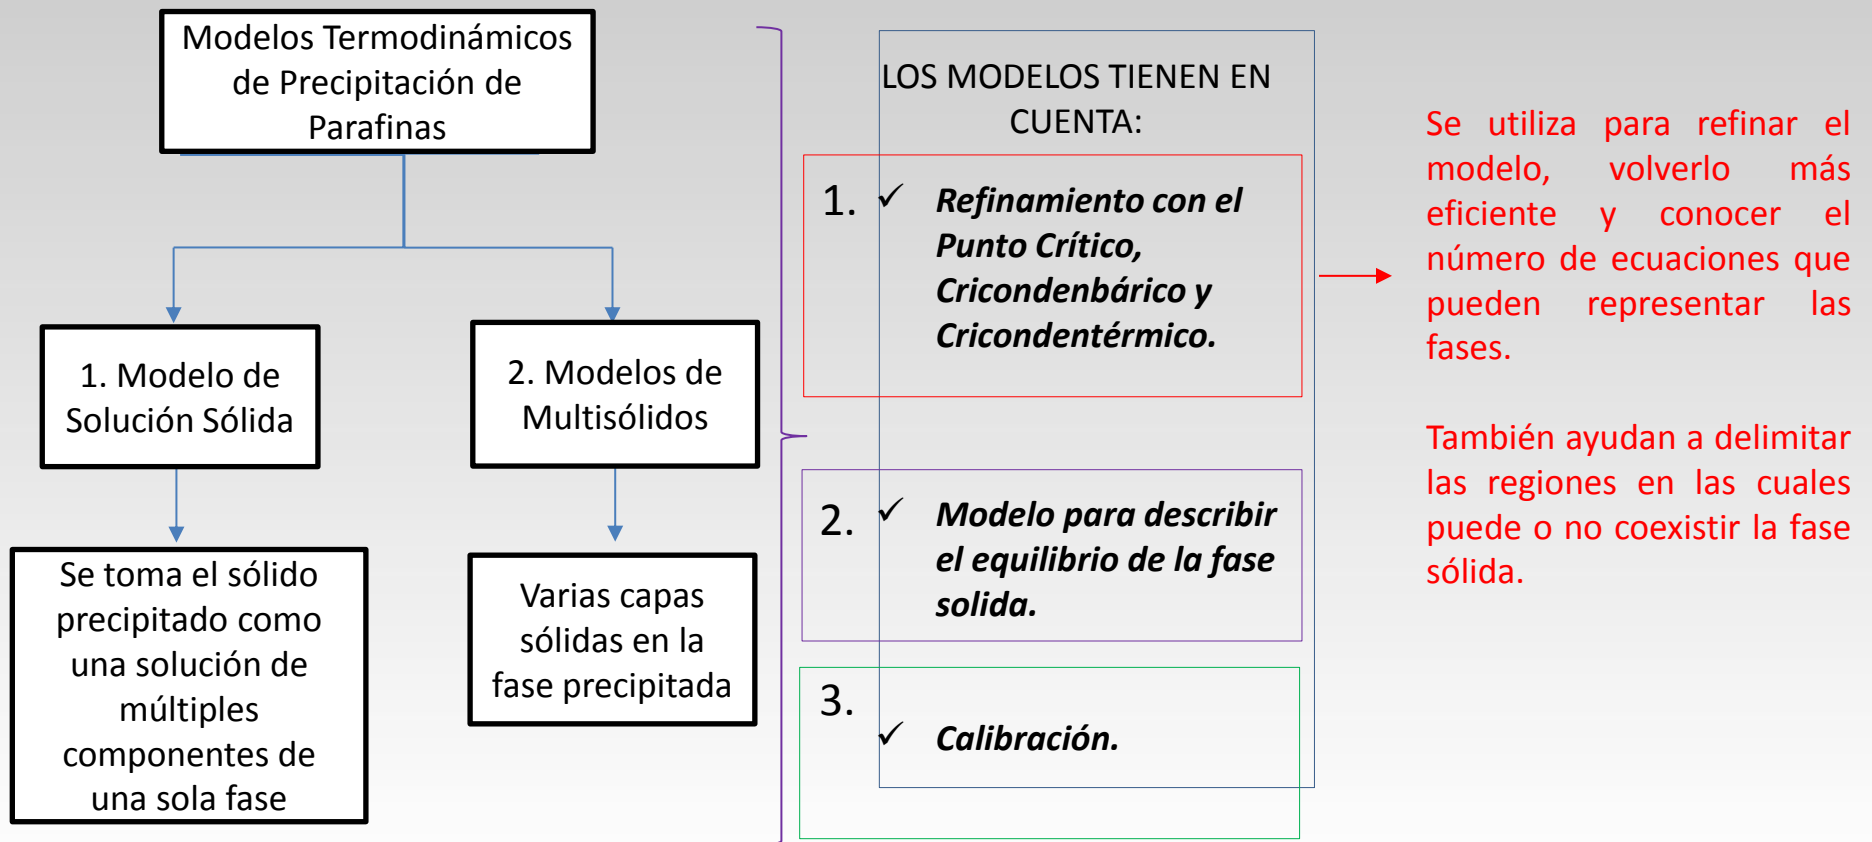 Modelos Termodinámicos
de Precipitación de
Parafinas
1. Modelo de
Solución Sólida
2. Modelos de
Multisólidos
Se toma el sólido
precipitado como
una solución de
múltiples
componentes de
una sola fase
Varias capas
sólidas en la
fase precipitada
LOS MODELOS TIENEN EN
CUENTA:
1. ✓ Refinamiento con el
Punto Crítico,
Cricondenbárico y
Cricondentérmico.
2. ✓ Modelo para describir
el equilibrio de la fase
solida.
3.
✓ Calibración.
Se utiliza para refinar el
modelo, volverlo más
eficiente y conocer el
número de ecuaciones que
pueden representar las
fases.
También ayudan a delimitar
las regiones en las cuales
puede o no coexistir la fase
sólida.